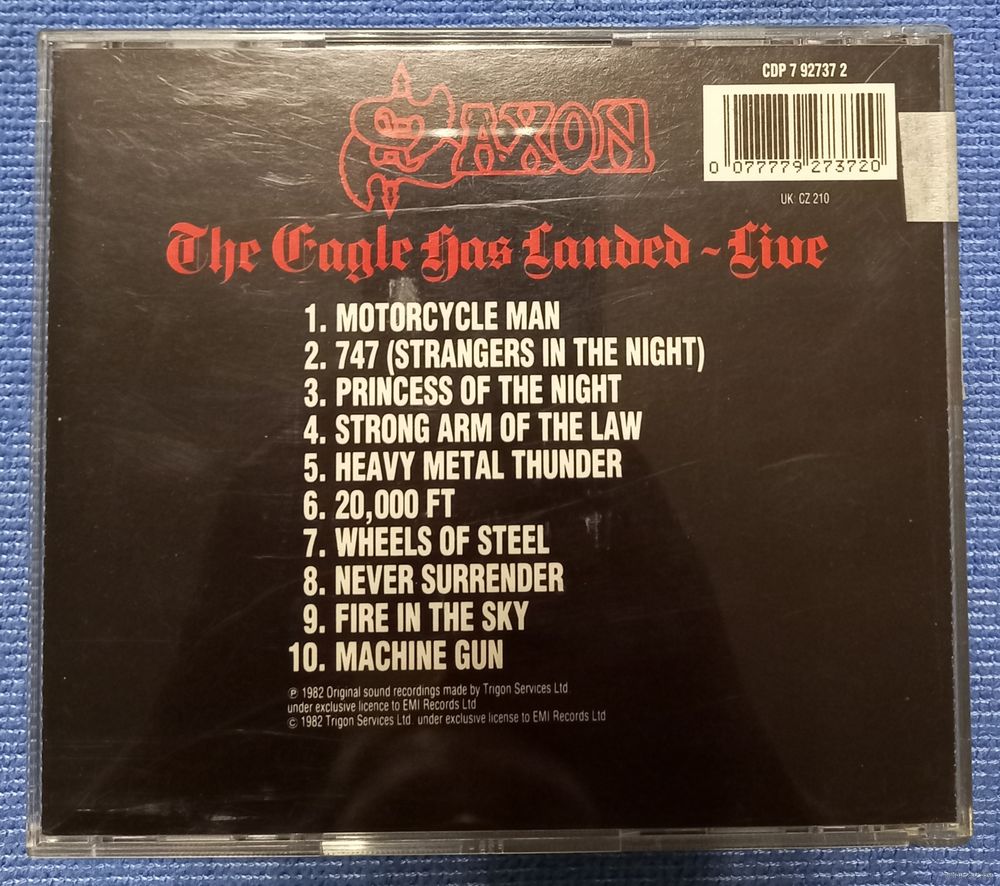 CDP 7 92737 2
SAXON
0 077779 273720
UK: CZ 210
The Eagle Has Landed - Live
1. MOTORCYCLE MAN
2. 747 (STRANGERS IN THE NIGHT)
3. PRINCESS OF THE NIGHT
4. STRONG ARM OF THE LAW
5. HEAVY METAL THUNDER
6. 20,000 FT
7. WHEELS OF STEEL
8. NEVER SURRENDER
9. FIRE IN THE SKY
10. MACHINE GUN
℗ 1982 Original sound recordings made by Trigon Services Ltd.
under exclusive licence to EMI Records Ltd
© 1982 Trigon Services Ltd. under exclusive license to EMI Records Ltd